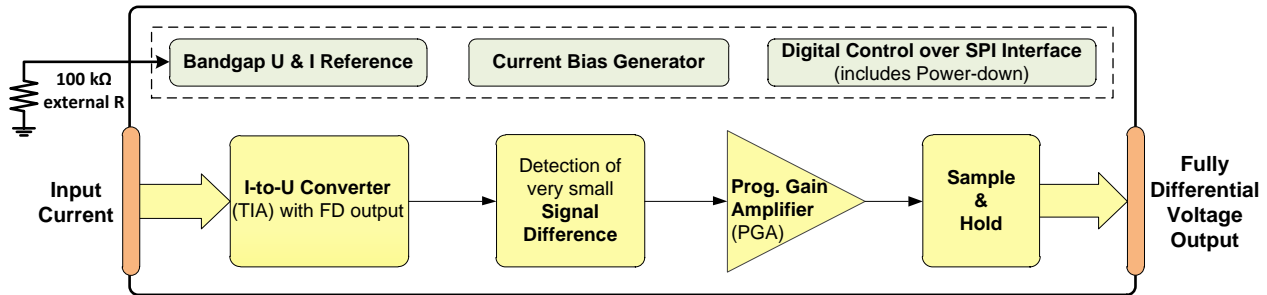 Bandgap U & I Reference
Current Bias Generator
Digital Control over SPI Interface
(includes Power-down)
100 kΩ
external R
Input
Current
I-to-U Converter
(TIA) with FD output
Detection of
very small
Signal
Difference
Prog. Gain
Amplifier
(PGA)
Sample
&
Hold
Fully
Differential
Voltage
Output